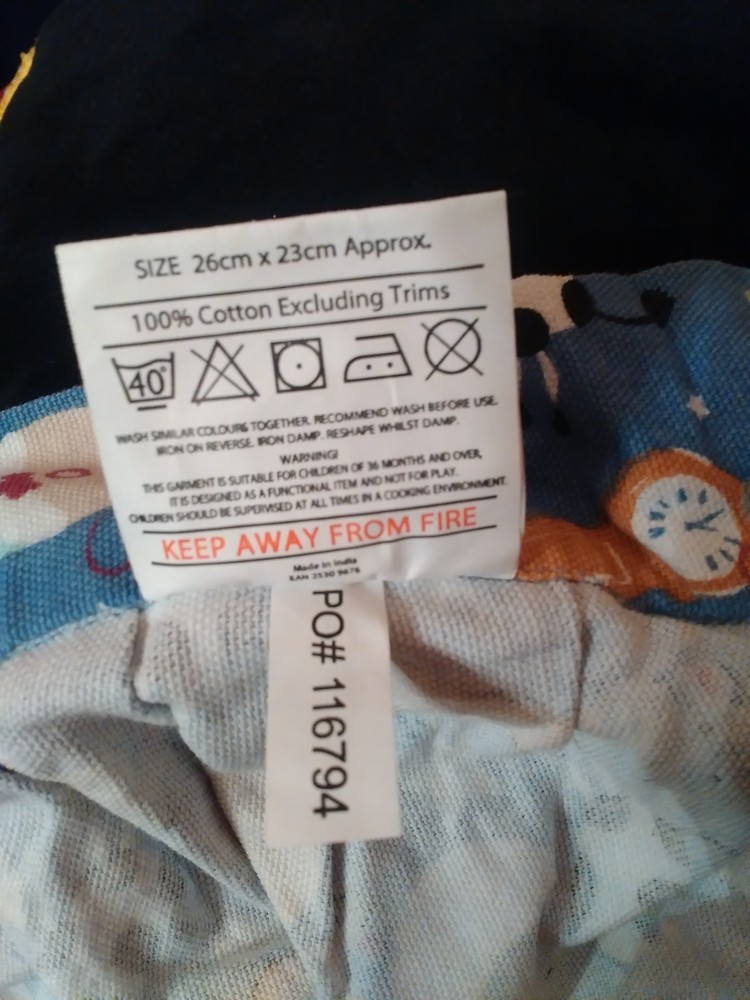 SIZE 26cm x 23cm Approx.
100% Cotton Excluding Trims
40°
WASH SIMILAR COLOURS TOGETHER. RECOMMEND WASH BEFORE USE.
IRON ON REVERSE. IRON DAMP. RESHAPE WHILST DAMP.
WARNING!
THIS GARMENT IS SUITABLE FOR CHILDREN OF 36 MONTHS AND OVER,
IT IS DESIGNED AS A FUNCTIONAL ITEM AND NOT FOR PLAY.
CHILDREN SHOULD BE SUPERVISED AT ALL TIMES IN A COOKING ENVIRONMENT.
KEEP AWAY FROM FIRE
Made in India
EAN 2530 9676
PO# 116794